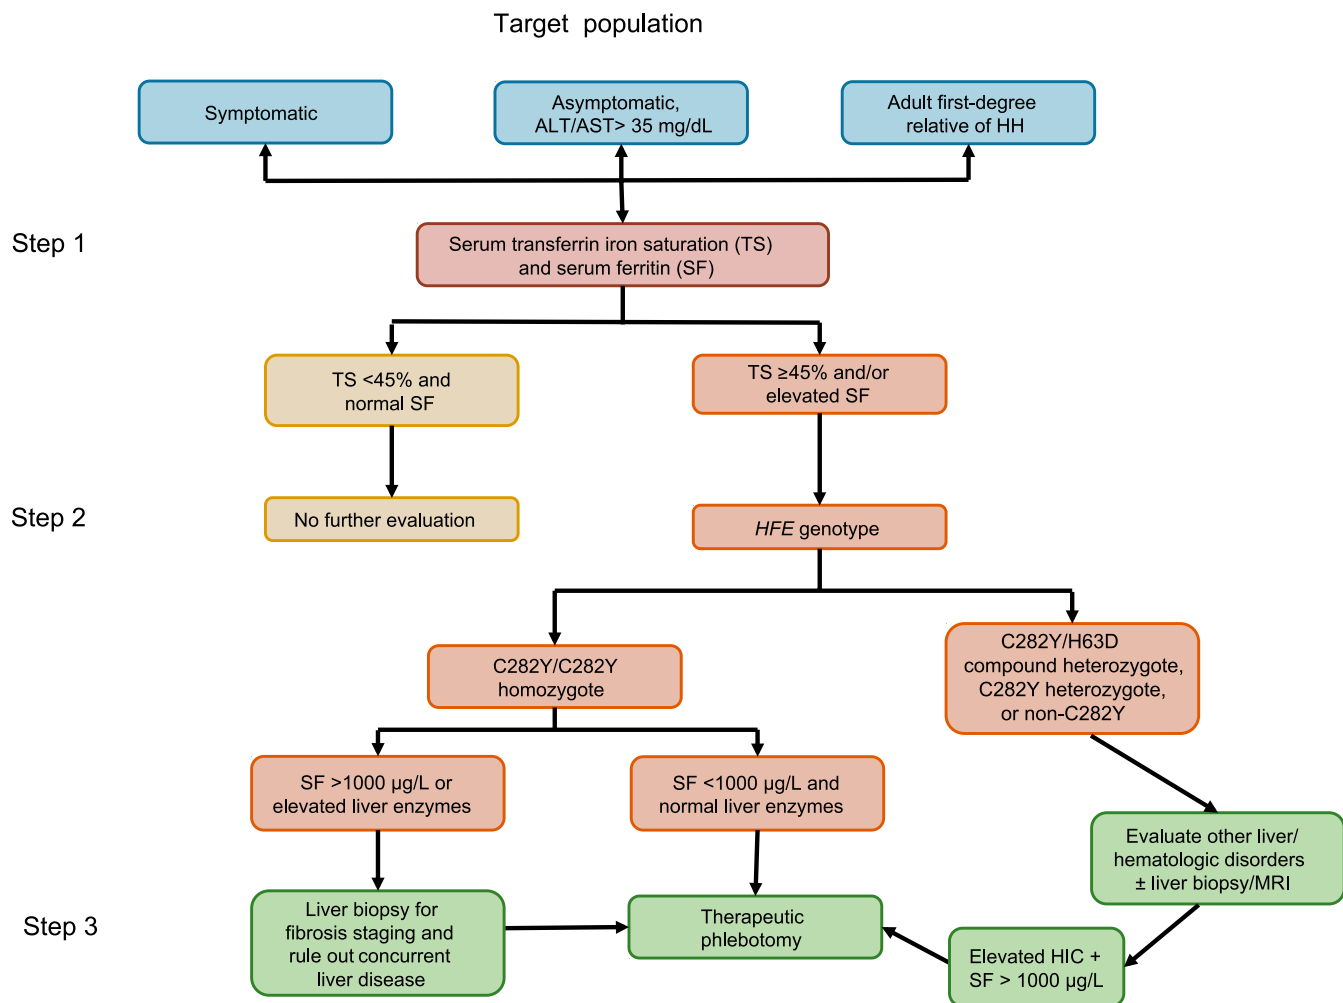 Target population
Symptomatic
Asymptomatic,
ALT/AST> 35 mg/dL
Adult first-degree
relative of HH
Step 1
Serum transferrin iron saturation (TS)
and serum ferritin (SF)
TS <45% and
normal SF
TS ≥45% and/or
elevated SF
Step 2
No further evaluation
HFE genotype
C282Y/C282Y
homozygote
C282Y/H63D
compound heterozygote,
C282Y heterozygote,
or non-C282Y
SF >1000 µg/L or
elevated liver enzymes
SF <1000 µg/L and
normal liver enzymes
Evaluate other liver/
hematologic disorders
± liver biopsy/MRI
Step 3
Liver biopsy for
fibrosis staging and
rule out concurrent
liver disease
Therapeutic
phlebotomy
Elevated HIC +
SF > 1000 µg/L